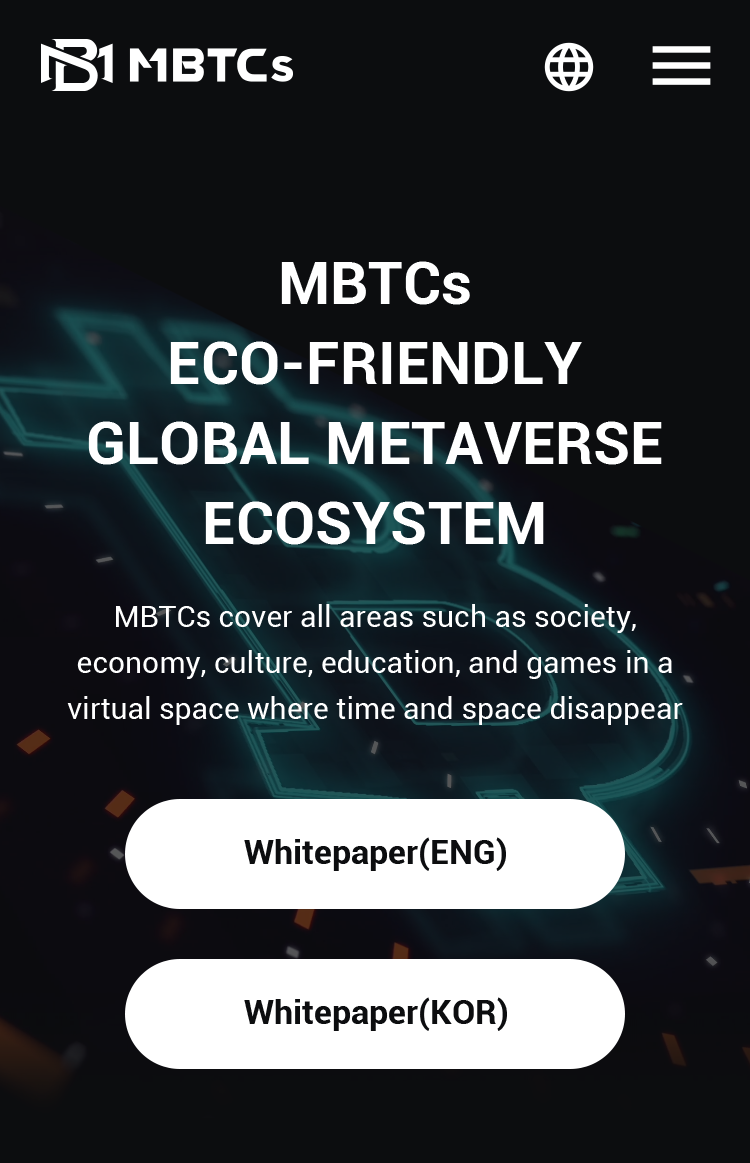 MBTCs
MBTCs
ECO-FRIENDLY
GLOBAL METAVERSE
ECOSYSTEM
MBTCs cover all areas such as society,
economy, culture, education, and games in a
virtual space where time and space disappear
Whitepaper(ENG)
Whitepaper(KOR)